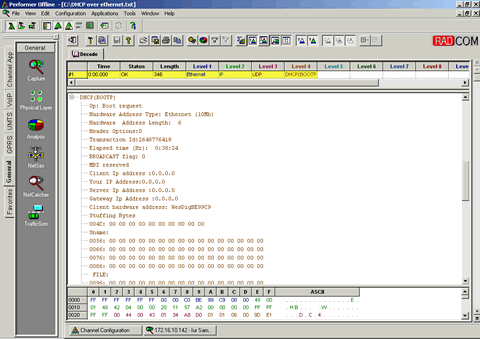 Performer Offline - [C:\DHCP over ethernet.txt]
File View Edit Configuration Applications Tools Window Help
RADCOM
General
Decode
Time Status Length Level 1 Level 2 Level 3 Level 4 Level 5 Level 6 Level 7 Level 8 Leve
#1 0:00.000 OK 346 Ethernet IP UDP DHCP(BOOTP
Channel App
VoIP
UMTS
GPRS
General
Favorites
Capture
Physical Layer
Analysis
NetSim
NetCatcher
TrafficSim
DHCP(BOOTP)
Op: Boot request
Hardware Address Type: Ethernet (10Mb)
Hardware Address Length: 6
Header Options:0
Transaction Id:2648776418
Elapsed time (Hr): 0:38:24
BROADCAST flag: 0
MBZ reserved
Client Ip address :0.0.0.0
Your IP Address:0.0.0.0
Server Ip Address :0.0.0.0
Gateway Ip Address :0.0.0.0
Client hardware address: WesDigBE99C9
Stuffing Bytes
004C: 00 00 00 00 00 00 00 00 00 00
Sname:
0056: 00 00 00 00 00 00 00 00 00 00 00 00 00 00 00 00
0066: 00 00 00 00 00 00 00 00 00 00 00 00 00 00 00 00
0076: 00 00 00 00 00 00 00 00 00 00 00 00 00 00 00 00
0086: 00 00 00 00 00 00 00 00 00 00 00 00 00 00 00 00
FILE:
0096: 00 00 00 00 00 00 00 00 00 00 00 00 00 00 00 00
0 1 2 3 4 5 6 7 8 9 A B C D E F ASCII
0000 FF FF FF FF FF FF 00 00 C0 BE 99 C9 08 00 45 00
0010 01 48 42 04 00 00 20 11 57 A2 00 00 00 00 FF FF
FF FF 00 44 00 43 01 34 A8 D0 01 01 06 00 9D E1
Channel Configuration
172.16.10.142 - Iur Sam...